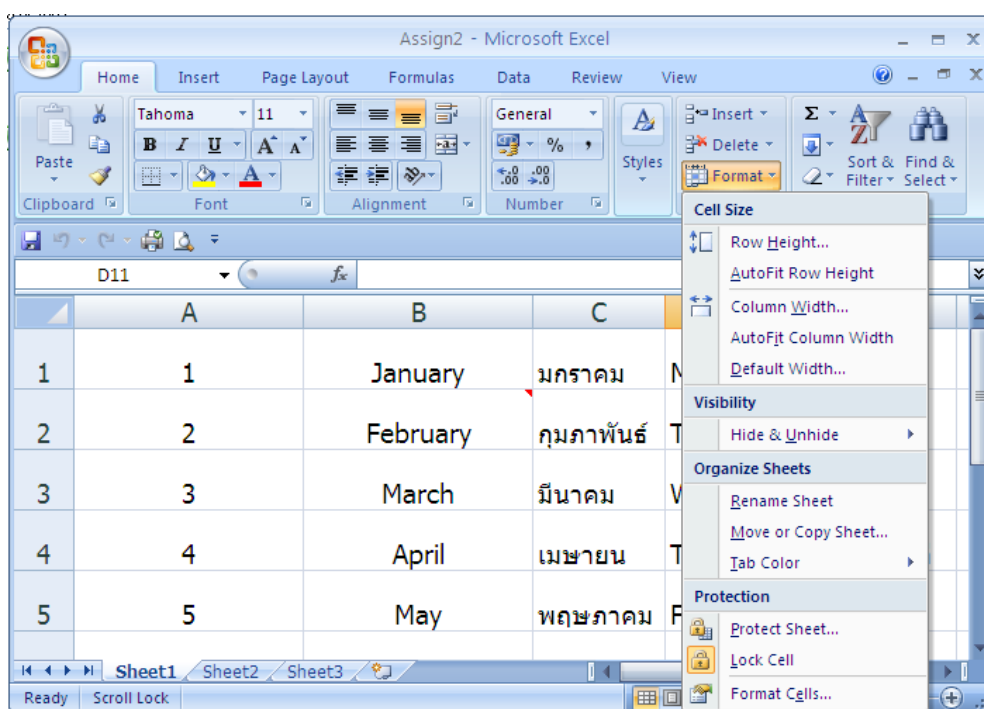 Assign2 - Microsoft Excel
Home Insert Page Layout Formulas Data Review View
Tahoma 11 General Insert Σ
B I U A A % , Delete
Paste Styles Format Sort & Find &
Filter Select
.00 .00
Clipboard Font Alignment Number
D11 fx
A B C
1 1 January มกราคม
2 2 February กุมภาพันธ์
3 3 March มีนาคม
4 4 April เมษายน
5 5 May พฤษภาคม
Cell Size
Row Height...
AutoFit Row Height
Column Width...
AutoFit Column Width
Default Width...
Visibility
Hide & Unhide
Organize Sheets
Rename Sheet
Move or Copy Sheet...
Tab Color
Protection
Protect Sheet...
Lock Cell
Format Cells...
Sheet1 Sheet2 Sheet3
Ready Scroll Lock